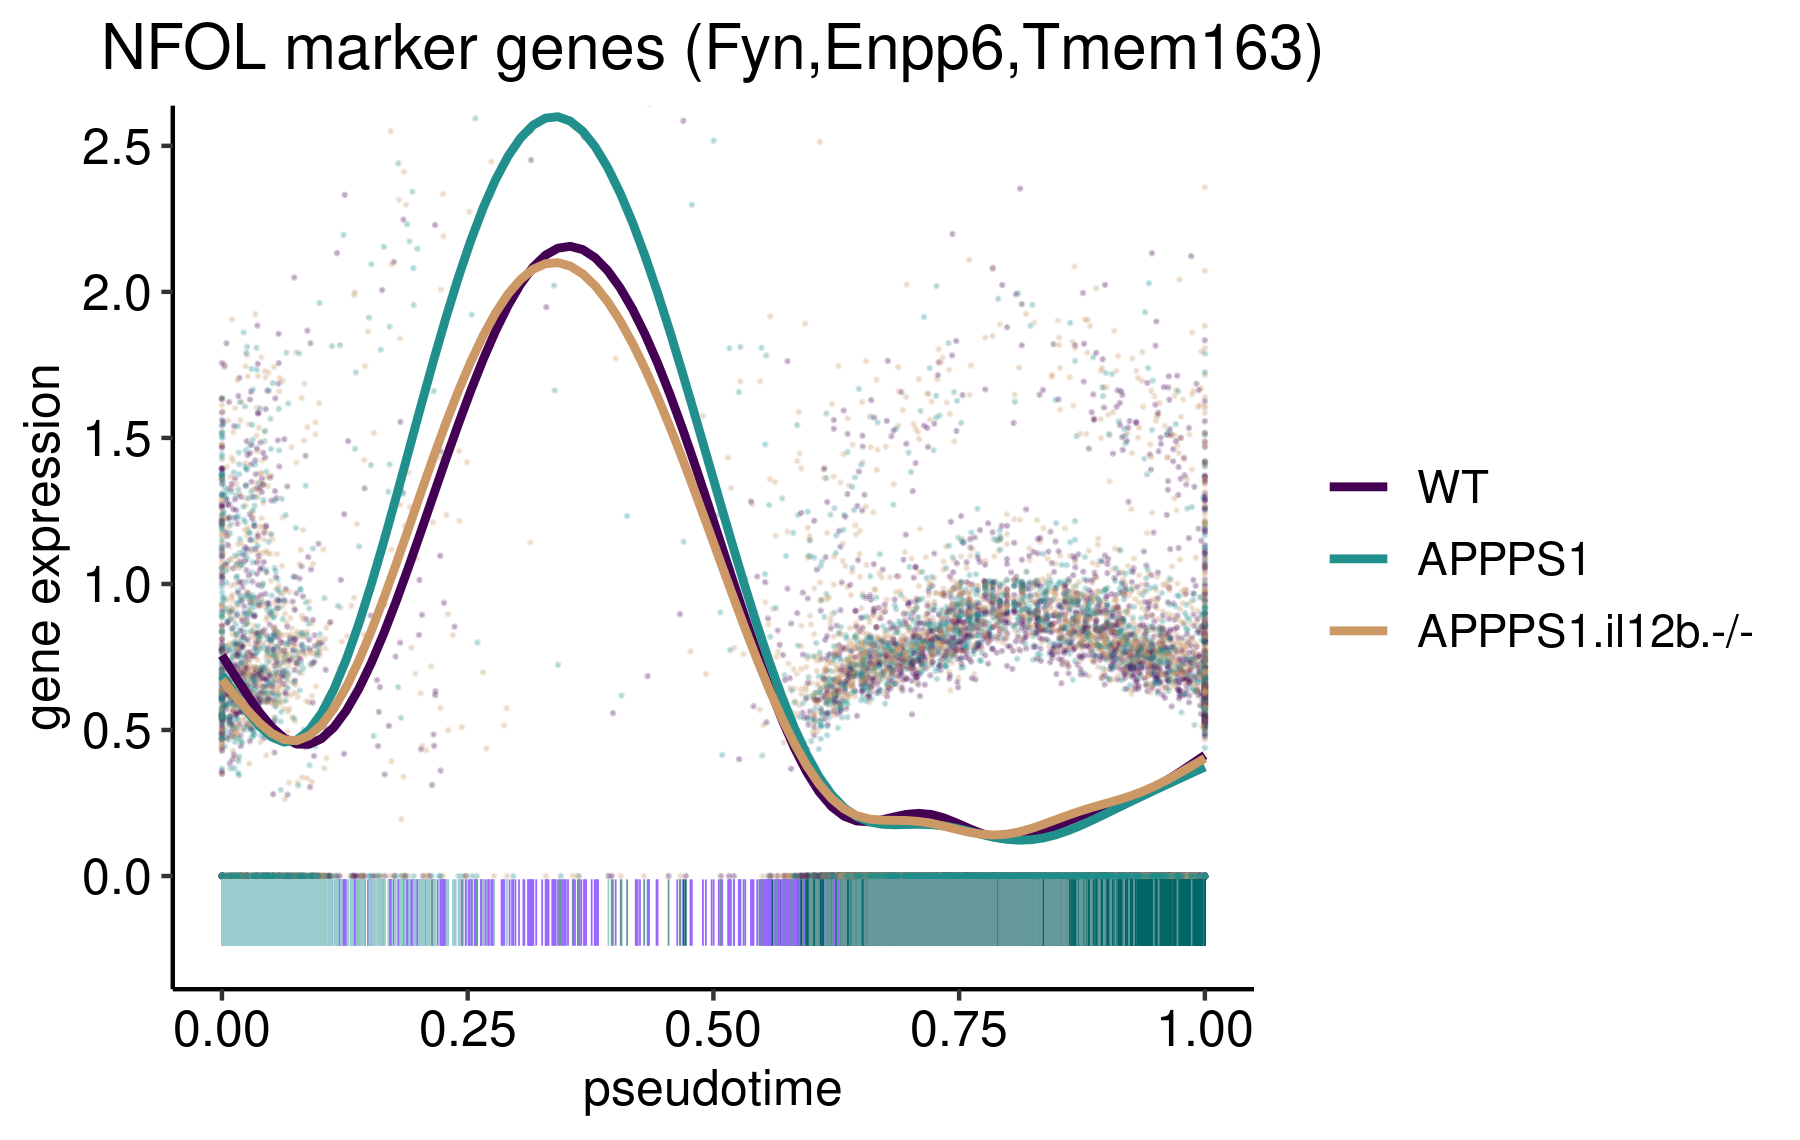 NFOL marker genes (Fyn,Enpp6,Tmem163)
gene expression
2.5
2.0
1.5
1.0
0.5
0.0
0.00 0.25 0.50 0.75 1.00
pseudotime
WT
APPPS1
APPPS1.il12b.-/-